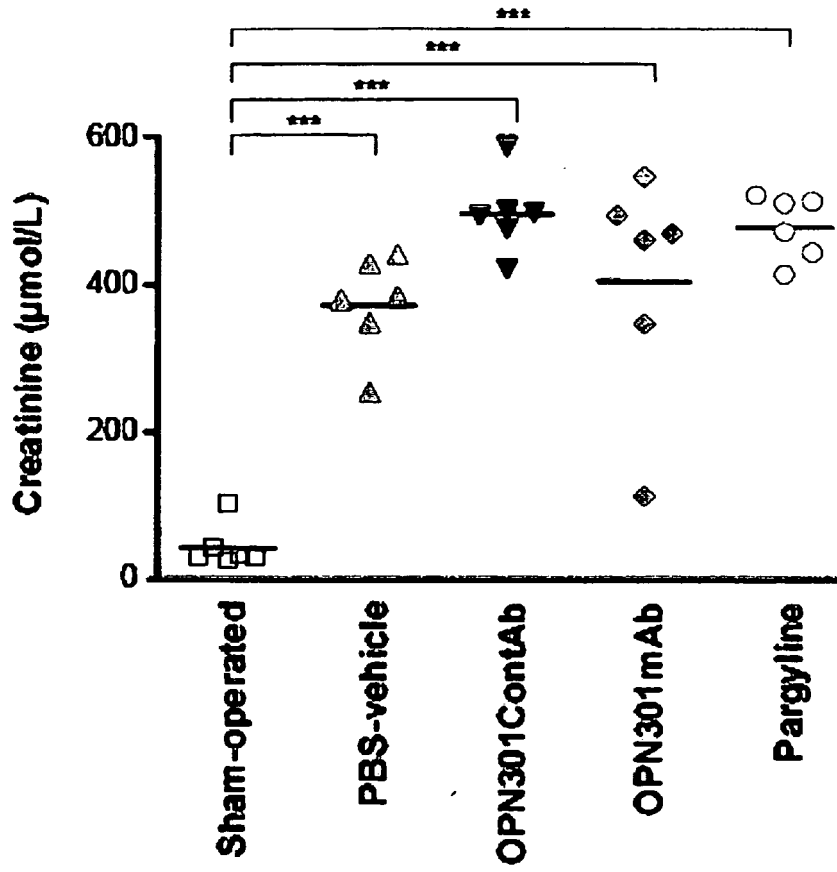 ***
***
***
***
Creatinine (µmol/L)
600
400
200
0
Sham-operated
PBS-vehicle
OPN301ContAb
OPN301mAb
Pargyline